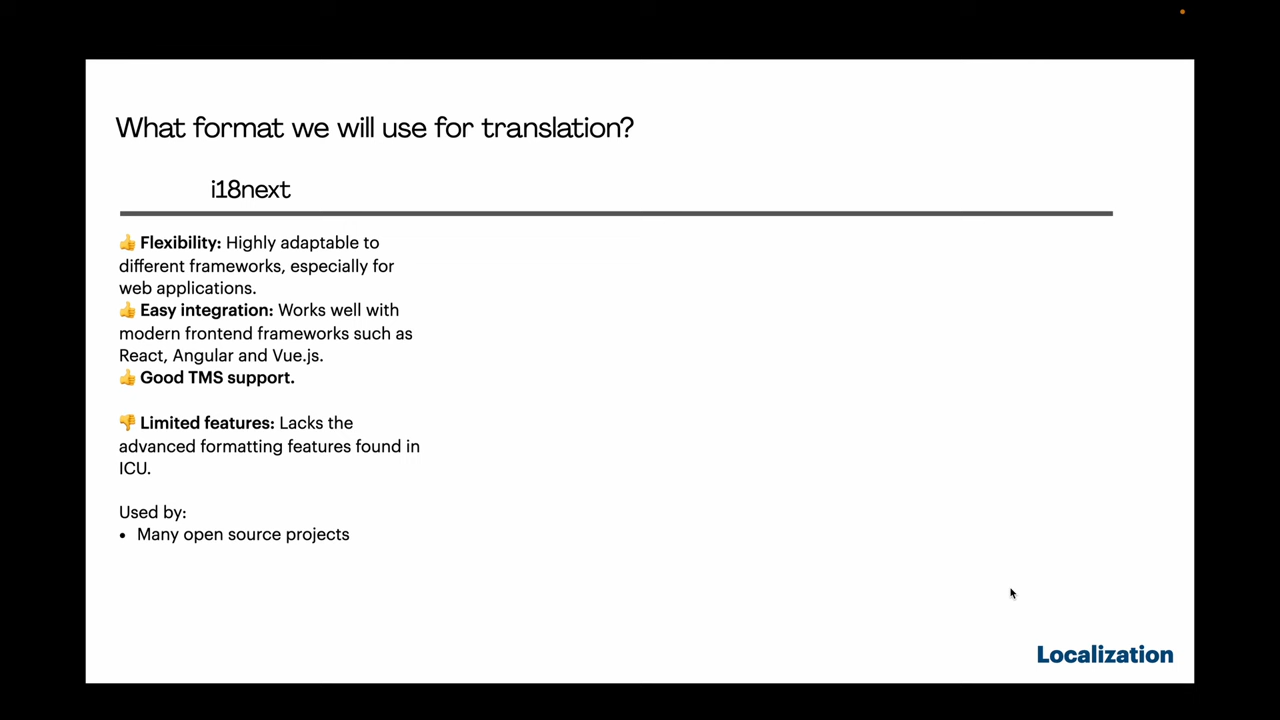 What format we will use for translation?
i18next
👍 Flexibility: Highly adaptable to
different frameworks, especially for
web applications.
👍 Easy integration: Works well with
modern frontend frameworks such as
React, Angular and Vue.js.
👍 Good TMS support.
👎 Limited features: Lacks the
advanced formatting features found in
ICU.
Used by:
• Many open source projects
Localization